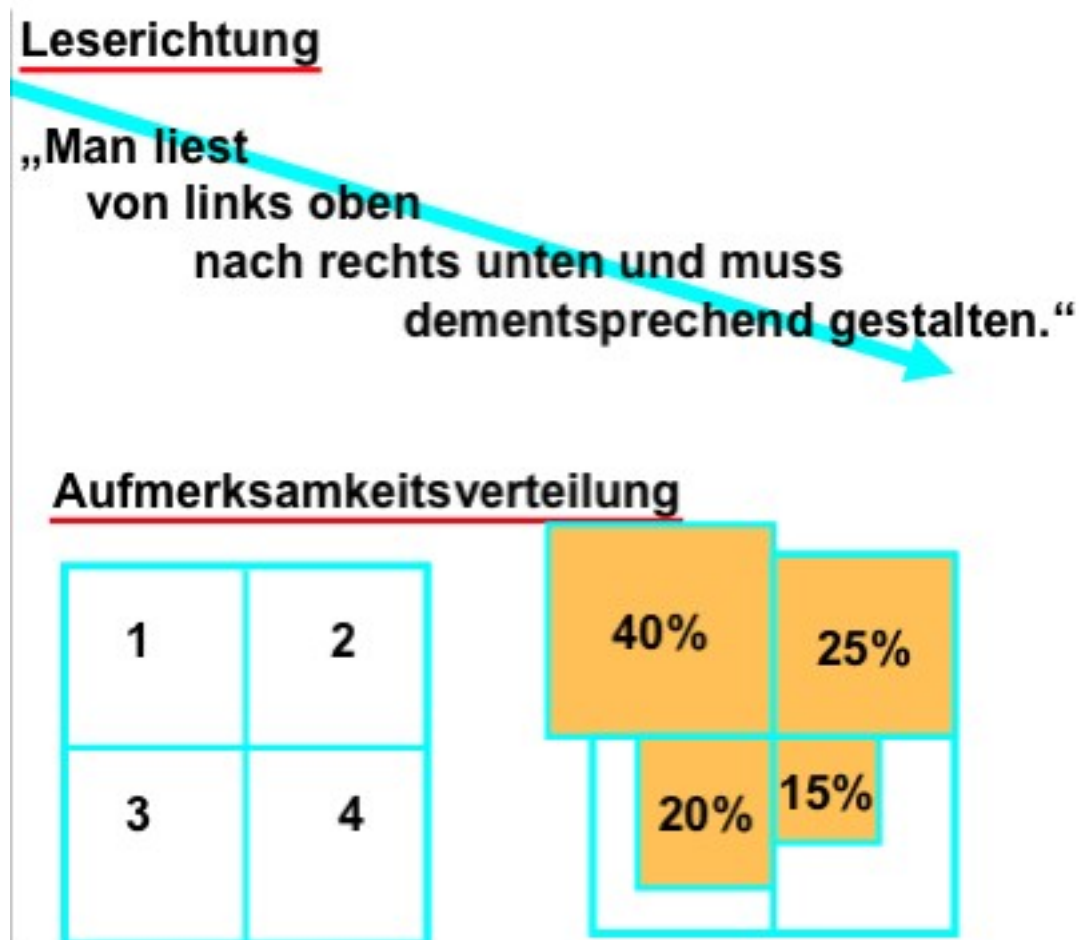 Leserichtung
„Man liest
von links oben
nach rechts unten und muss
dementsprechend gestalten.“
Aufmerksamkeitsverteilung
1 2
3 4
40% 25%
20% 15%